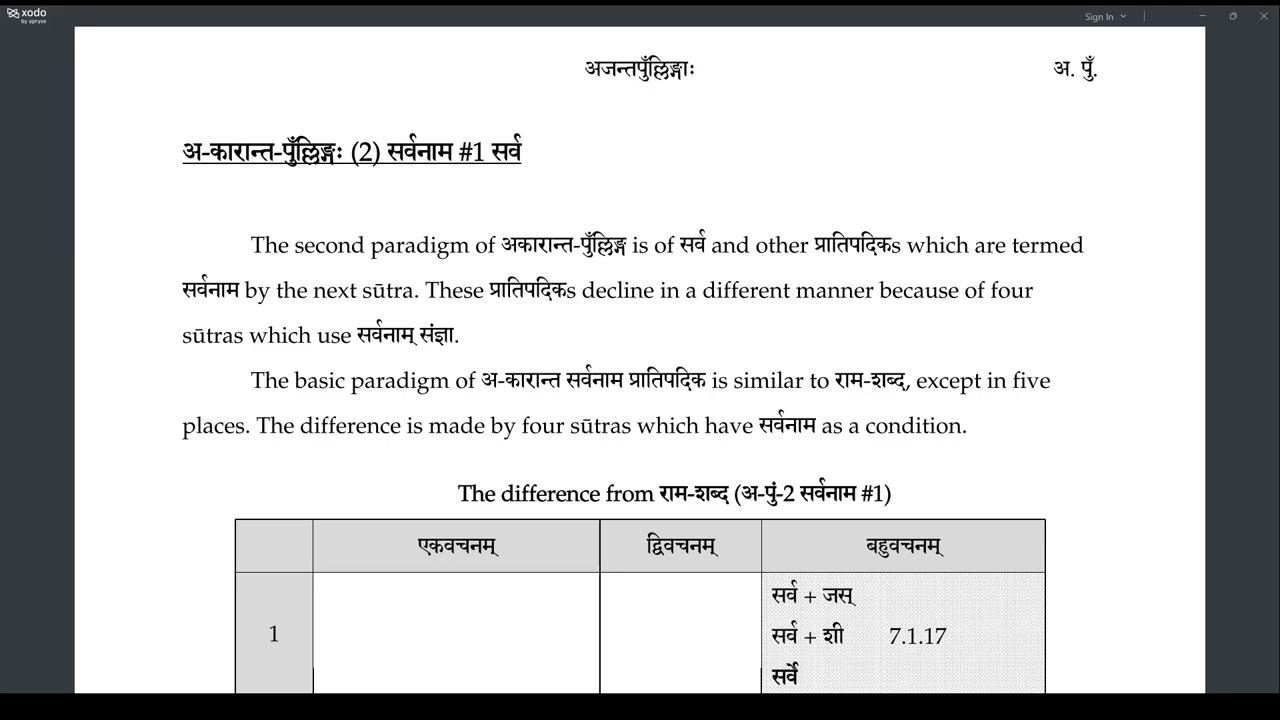 xodo
by apryse
Sign In
अजन्तपुँल्लिङ्गाः
अ. पुँ.
अ-कारान्त-पुँल्लिङ्गः (2) सर्वनाम #1 सर्व
The second paradigm of अकारान्त-पुँल्लिङ्ग is of सर्व and other प्रातिपदिकs which are termed
सर्वनाम by the next sūtra. These प्रातिपदिकs decline in a different manner because of four
sūtras which use सर्वनाम् संज्ञा.
The basic paradigm of अ-कारान्त सर्वनाम प्रातिपदिक is similar to राम-शब्द, except in five
places. The difference is made by four sūtras which have सर्वनाम as a condition.
The difference from राम-शब्द (अ-पुं-2 सर्वनाम #1)
एकवचनम् द्विवचनम् बहुवचनम्
सर्व + जस्
1 सर्व + शी 7.1.17
सर्वे